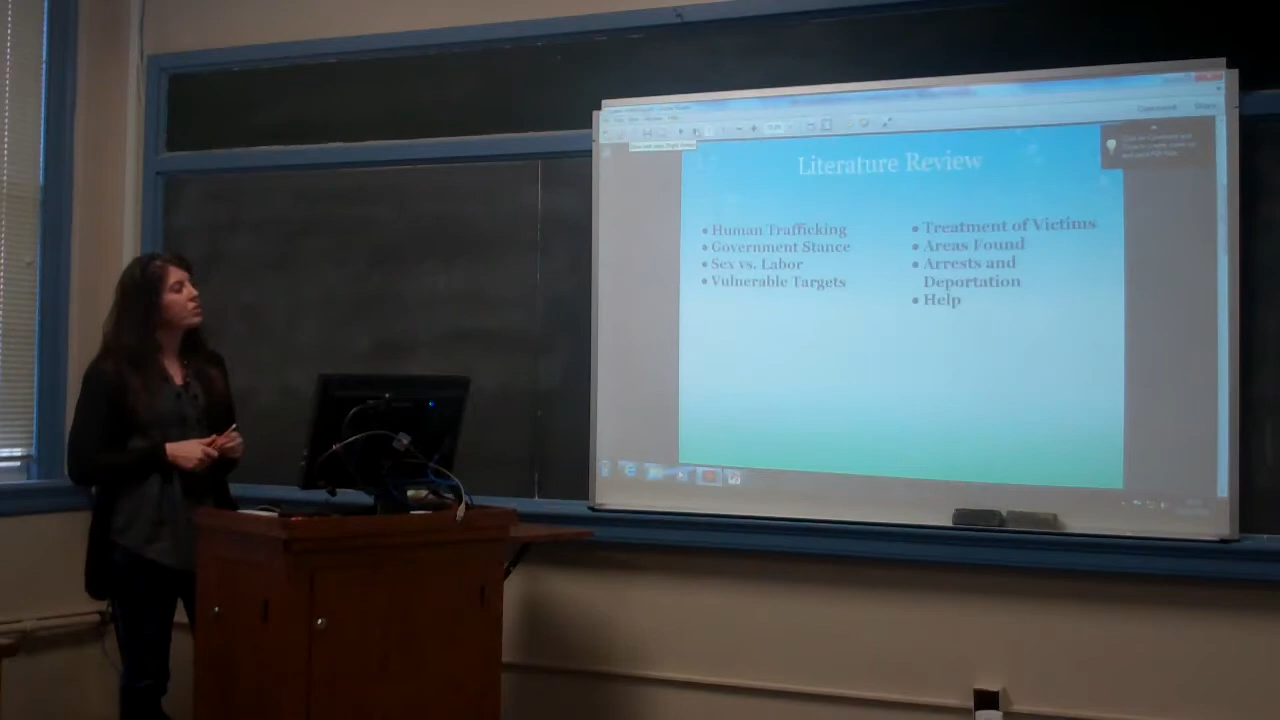 Literature Review
• Human Trafficking
• Government Stance
• Sex vs. Labor
• Vulnerable Targets
• Treatment of Victims
• Areas Found
• Arrests and
Deportation
• Help